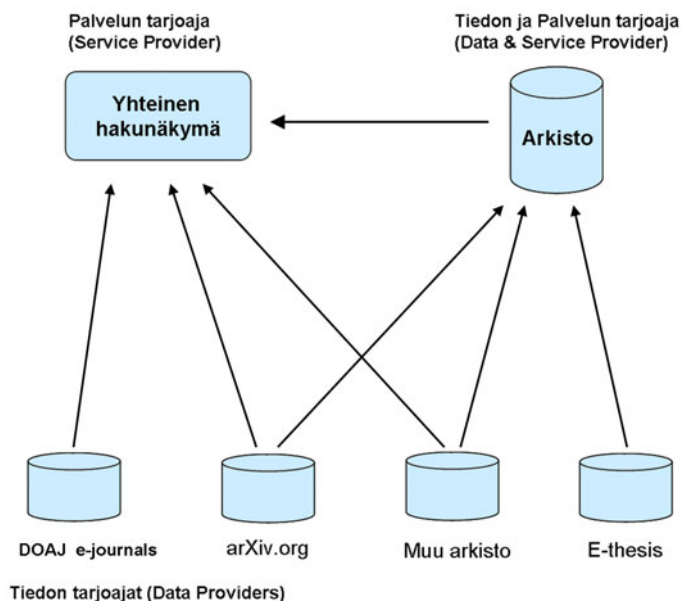 Palvelun tarjoaja
(Service Provider)
Tiedon ja Palvelun tarjoaja
(Data & Service Provider)
Yhteinen
hakunäkymä
Arkisto
DOAJ e-journals
arXiv.org
Muu arkisto
E-thesis
Tiedon tarjoajat (Data Providers)